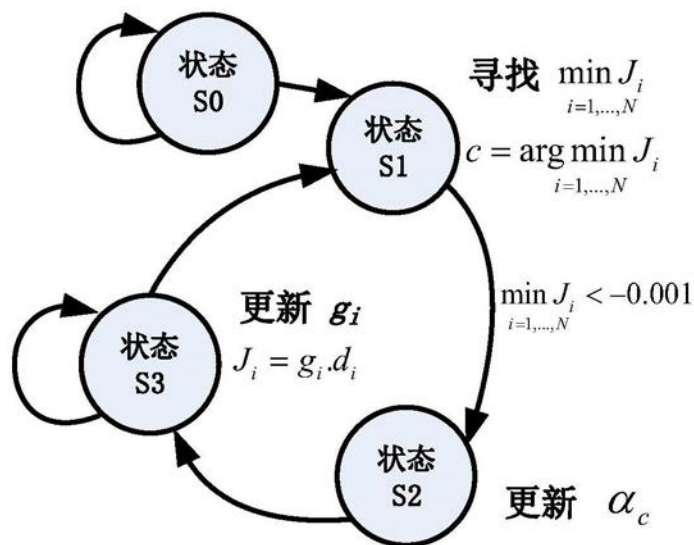 状态
S0
寻找 min J_i
i=1,...,N
状态
S1
c = arg min J_i
i=1,...,N
min J_i < -0.001
i=1,...,N
更新 g_i
J_i = g_i.d_i
状态
S3
状态
S2
更新 α_c